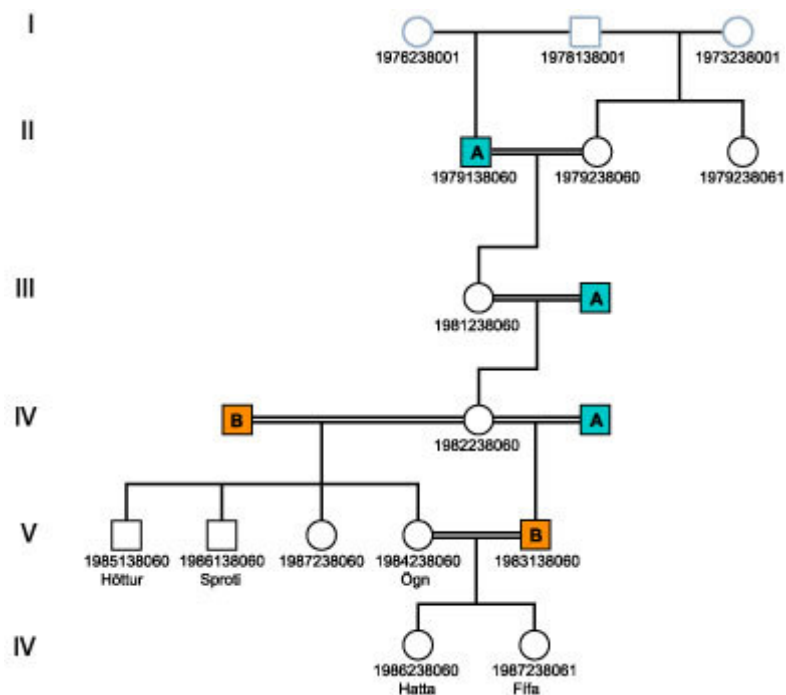 I
1976238001 1978138001 1973238001
II
A
1979138060 1979238060 1979238061
III
A
1981238060
IV
B A
1982238060
V
B
1985138060 1986138060 1987238060 1984238060 1983138060
Höttur Sproti Ögn
IV
1986238060 1987238061
Hatta Fífa